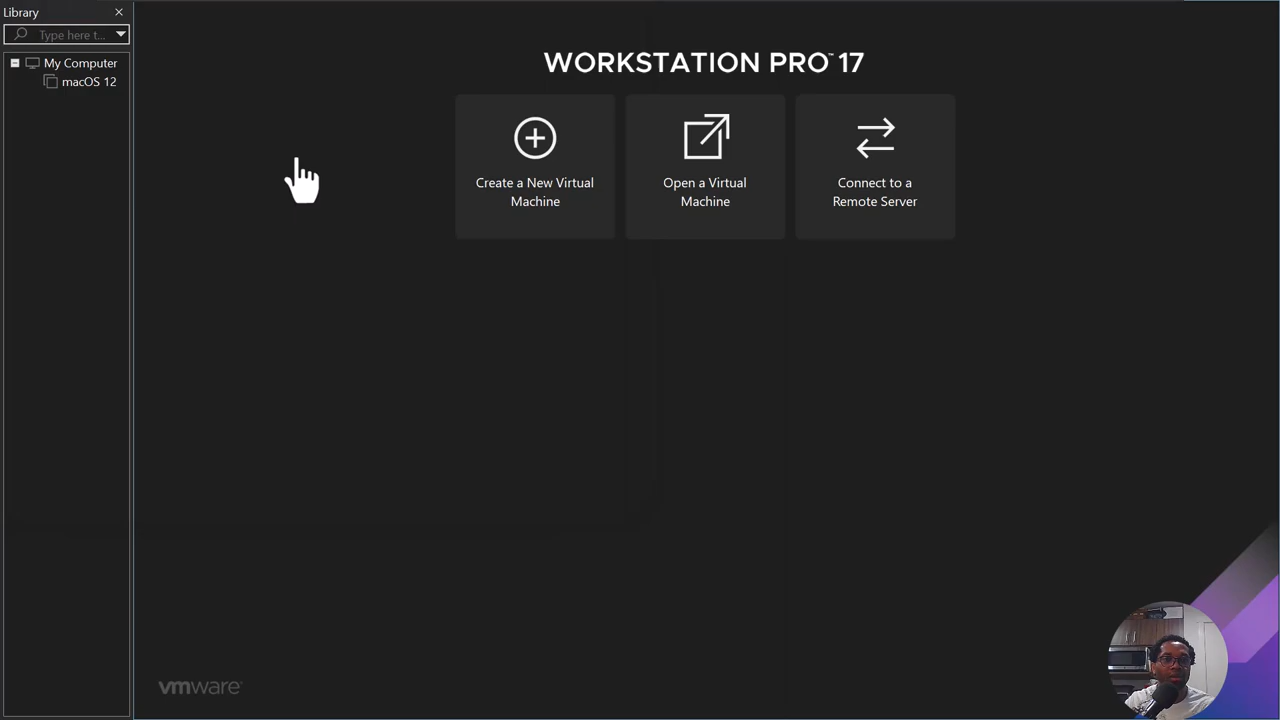 Library
Type here t...
My Computer
macOS 12
WORKSTATION PRO™ 17
Create a New Virtual
Machine
Open a Virtual
Machine
Connect to a
Remote Server
vmware®